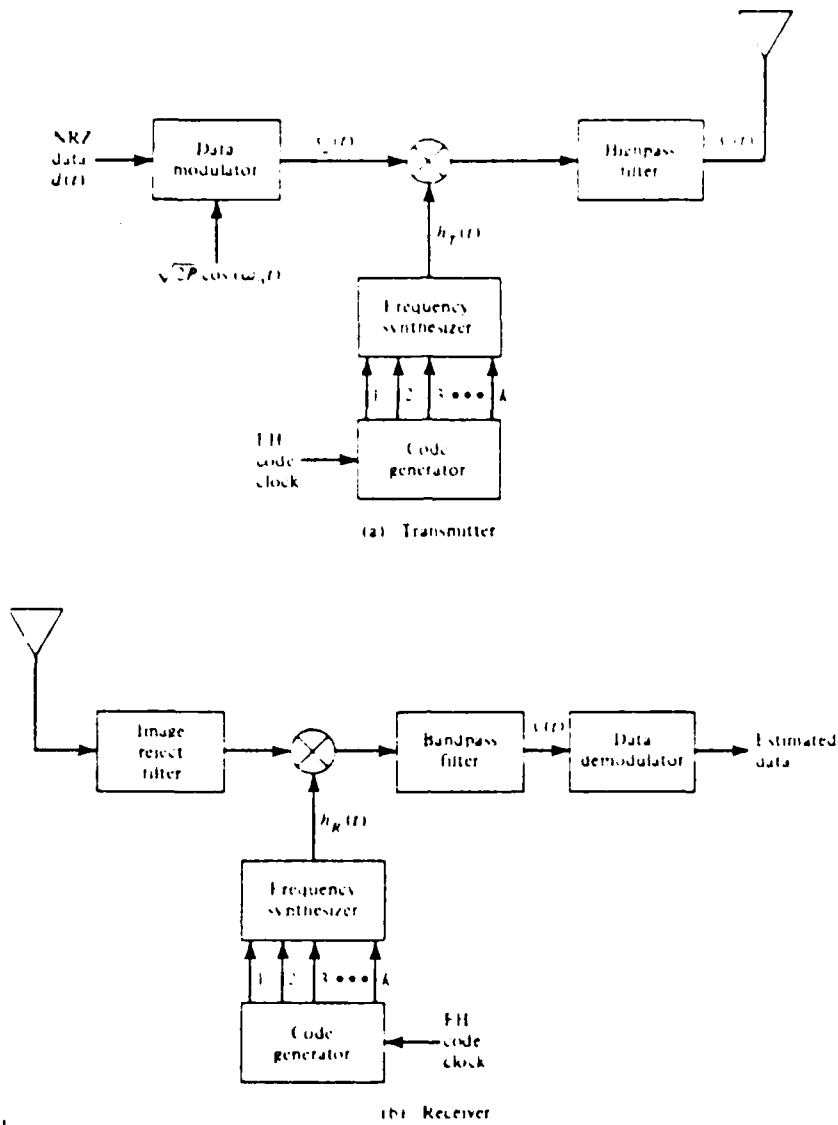 NRZ
data
d(t)
Data
modulator
√2P cos(ω₀t)
h_T(t)
Highpass
filter
Frequency
synthesizer
1 2 3 ••• k
FH
code
clock
Code
generator
(a) Transmitter
Image
reject
filter
h_R(t)
Bandpass
filter
Data
demodulator
Estimated
data
Frequency
synthesizer
1 2 3 •••• k
Code
generator
FH
code
clock
(b) Receiver